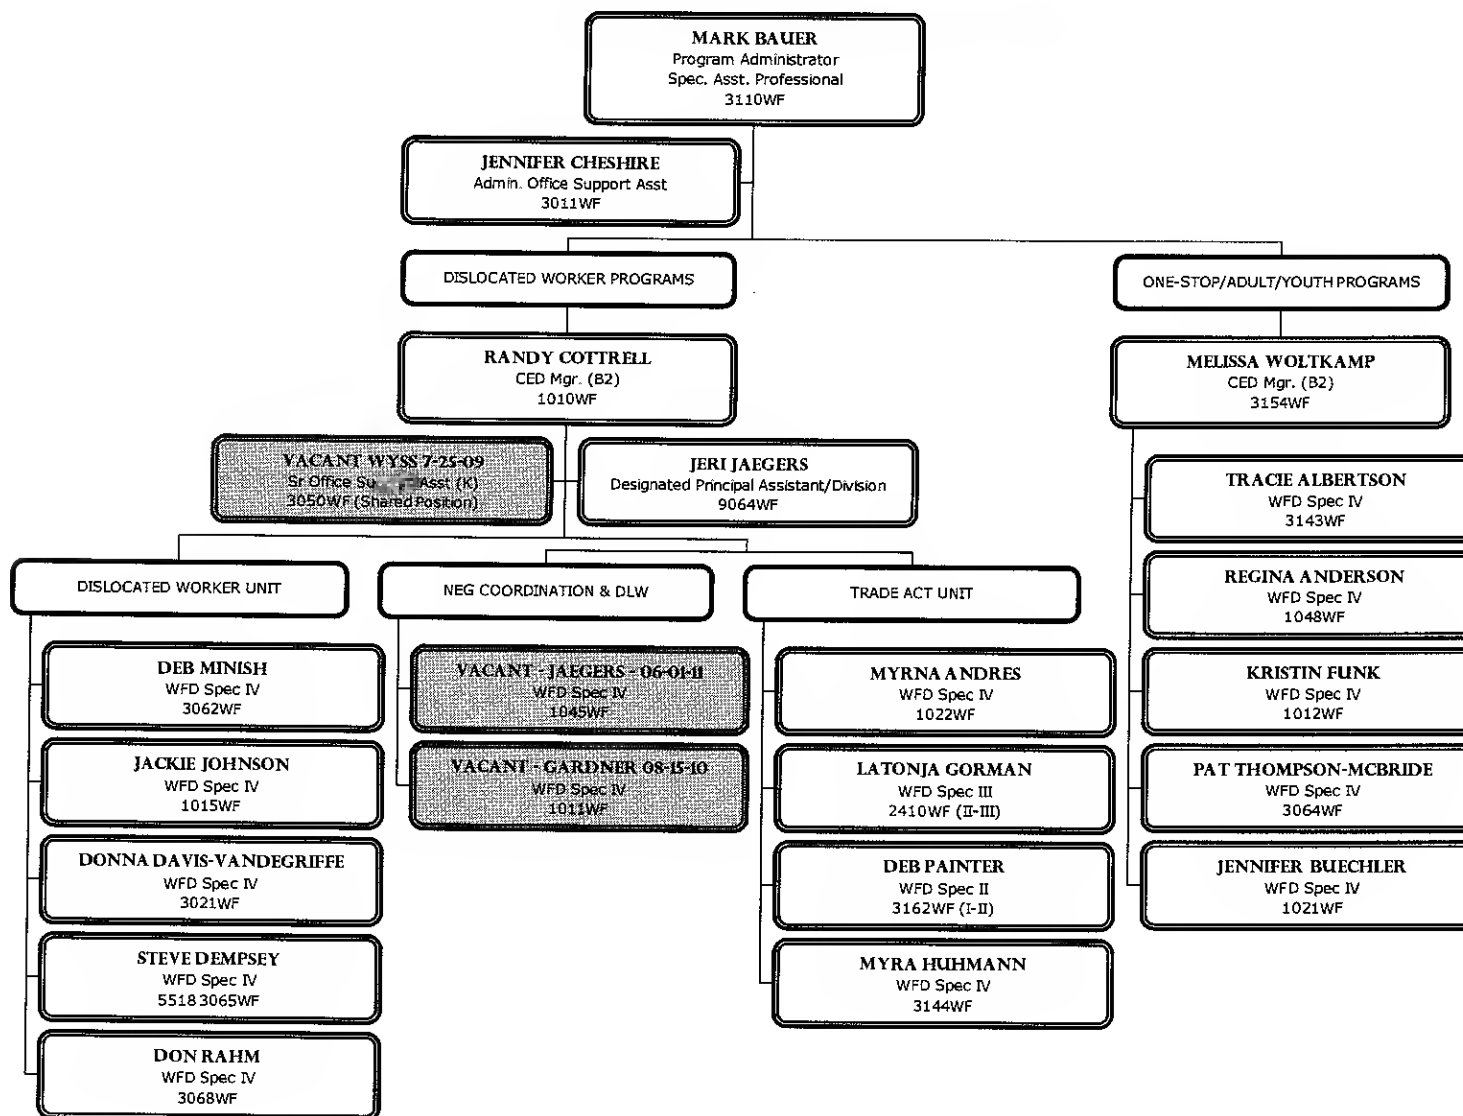 MARK BAUER
Program Administrator
Spec. Asst. Professional
3110WF
JENNIFER CHESHIRE
Admin. Office Support Asst
3011WF
DISLOCATED WORKER PROGRAMS
ONE-STOP/ADULT/YOUTH PROGRAMS
RANDY COTTRELL
CED Mgr. (B2)
1010WF
MELISSA WOLTKAMP
CED Mgr. (B2)
3154WF
VACANT WYSS 7-25-09
Sr Office Asst (K)
3050WF (Shared Position)
JERI JAEGERS
Designated Principal Assistant/Division
9064WF
DISLOCATED WORKER UNIT
DEB MINISH
WFD Spec IV
3062WF
JACKIE JOHNSON
WFD Spec IV
1015WF
DONNA DAVIS-VANDEGRIFFE
WFD Spec IV
3021WF
STEVE DEMPSEY
WFD Spec IV
5518 3065WF
DON RAHM
WFD Spec IV
3068WF
NEG COORDINATION & DLW
VACANT - JAEGERS - 06-01-11
WFD Spec IV
1045WF
VACANT - GARDNER 08-15-10
WFD Spec IV
1011WF
TRADE ACT UNIT
MYRNA ANDRES
WFD Spec IV
1022WF
LATONJA GORMAN
WFD Spec III
2410WF (II-III)
DEB PAINTER
WFD Spec II
3162WF (I-II)
MYRA HUHMANN
WFD Spec IV
3144WF
TRACIE ALBERTSON
WFD Spec IV
3143WF
REGINA ANDERSON
WFD Spec IV
1048WF
KRISTIN FUNK
WFD Spec IV
1012WF
PAT THOMPSON-MCBRIDE
WFD Spec IV
3064WF
JENNIFER BUECHLER
WFD Spec IV
1021WF